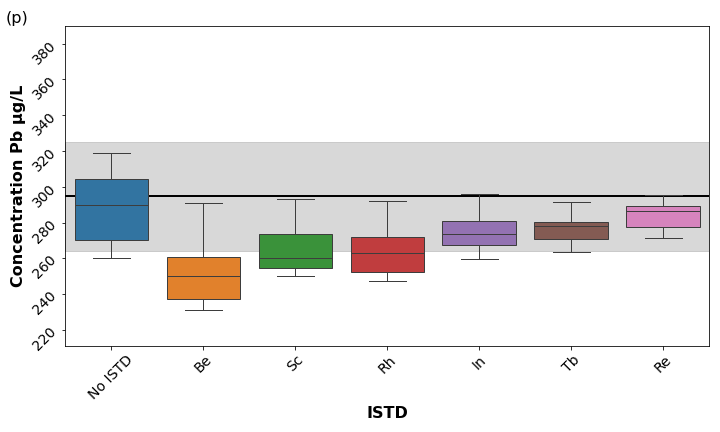 (p)
Concentration Pb µg/L
380
360
340
320
300
280
260
240
220
No ISTD
Be
Sc
Rh
In
Tb
Re
ISTD